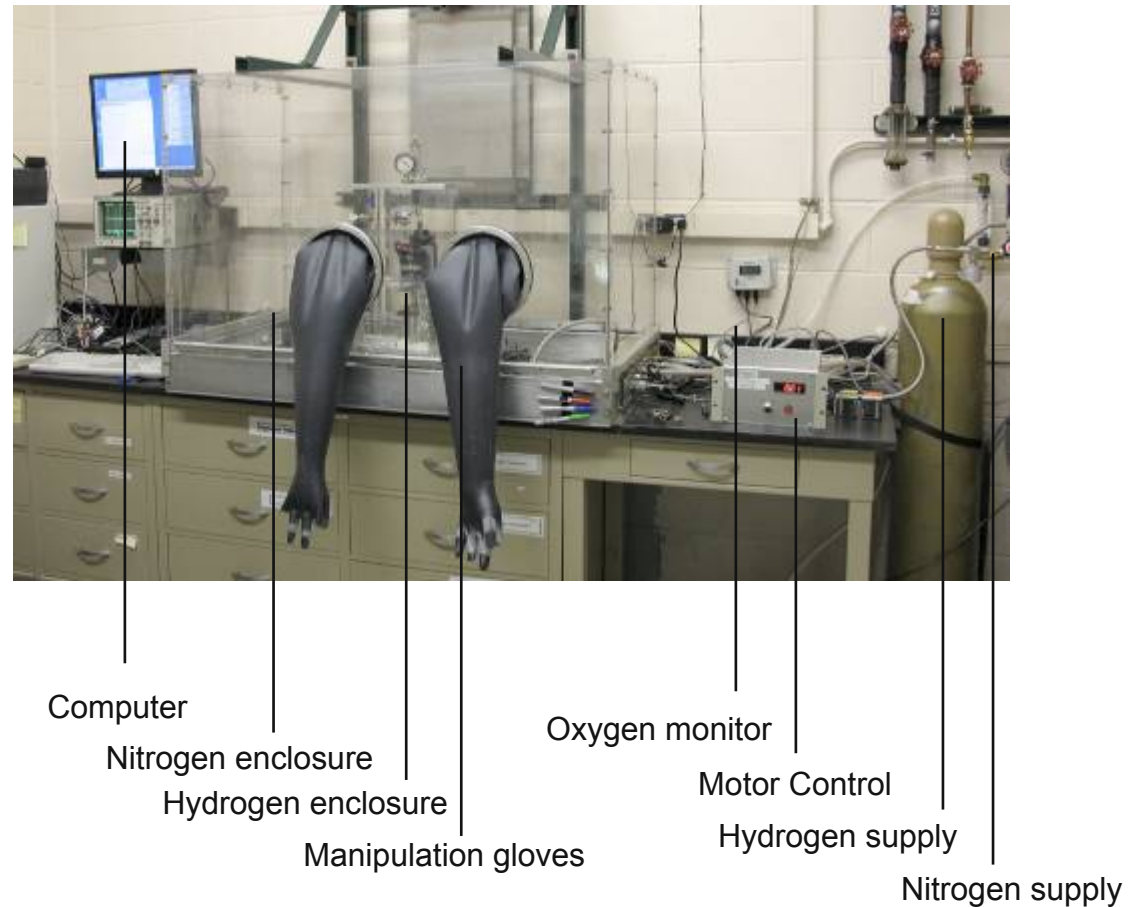 Computer
Nitrogen enclosure
Hydrogen enclosure
Manipulation gloves
Oxygen monitor
Motor Control
Hydrogen supply
Nitrogen supply